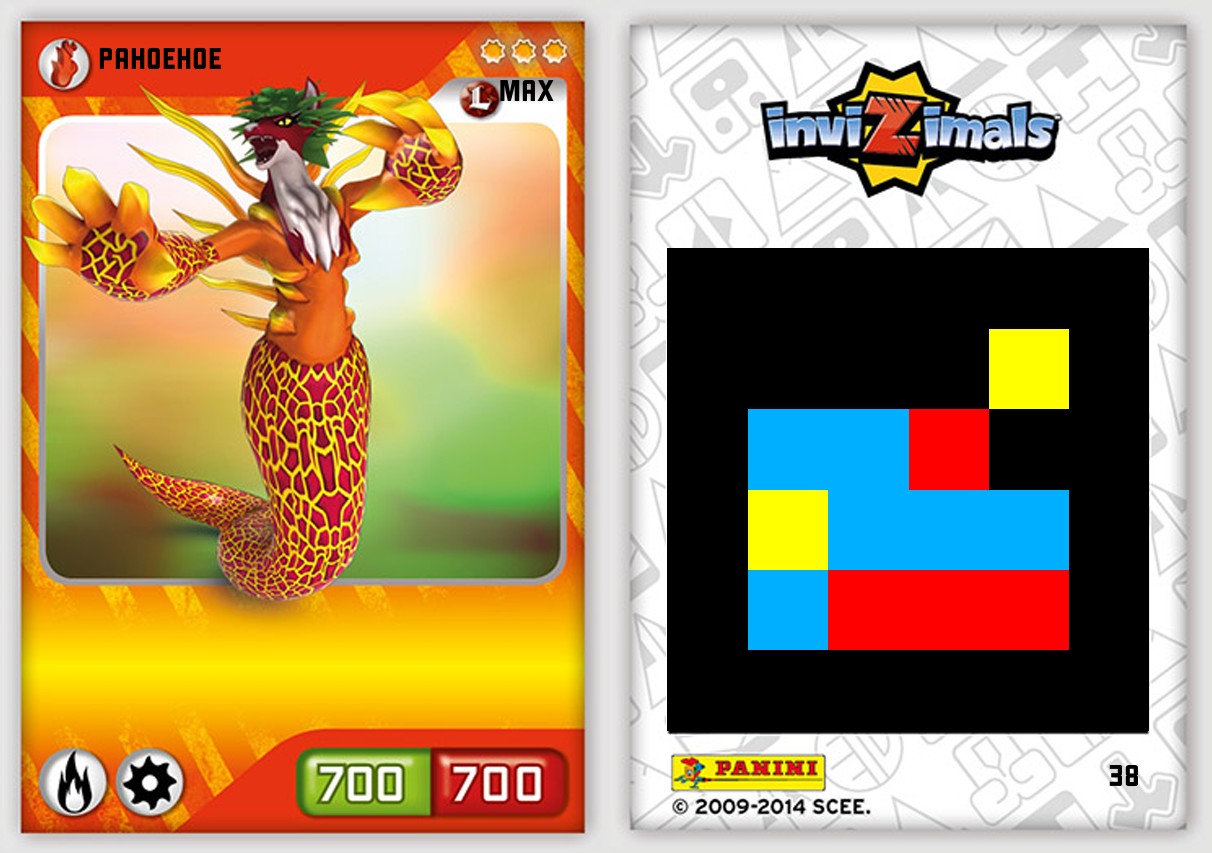 PAHOEHOE
L MAX
700 700
inviZimals
PANINI
© 2009-2014 SCEE.
38